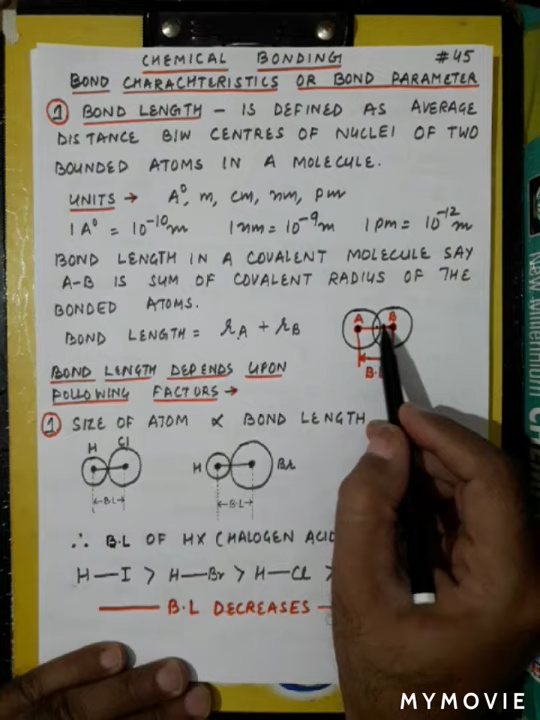 CHEMICAL BONDING #45
BOND CHARACHTERISTICS OR BOND PARAMETER
1 BOND LENGTH - IS DEFINED AS AVERAGE
DISTANCE B/W CENTRES OF NUCLEI OF TWO
BOUNDED ATOMS IN A MOLECULE.
UNITS → A°, m, cm, nm, pm
1 A° = 10⁻¹⁰m 1 nm = 10⁻⁹m 1 pm = 10⁻¹²m
BOND LENGTH IN A COVALENT MOLECULE SAY
A-B IS SUM OF COVALENT RADIUS OF THE
BONDED ATOMS.
BOND LENGTH = rA + rB
A B
B.L
BOND LENGTH DEPENDS UPON
FOLLOWING FACTORS →
1 SIZE OF ATOM ∝ BOND LENGTH
H Cl
H Br
B.L B.L
∴ B.L OF HX (HALOGEN ACID
H—I > H—Br > H—Cl >
B.L DECREASES
MYMOVIE